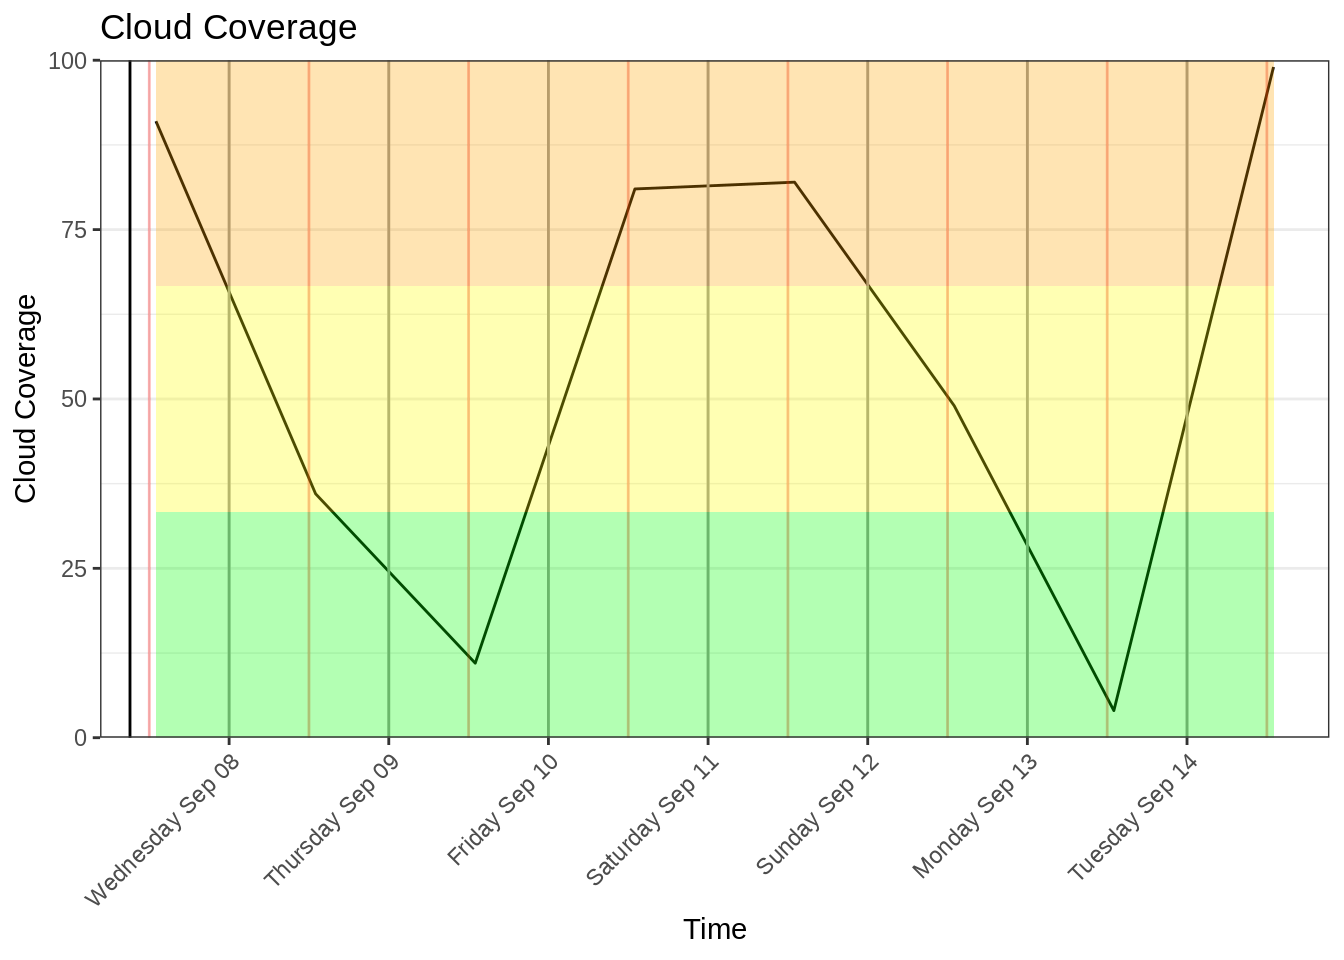 Cloud Coverage
100
75
50
25
0
Cloud Coverage
Wednesday Sep 08
Thursday Sep 09
Friday Sep 10
Saturday Sep 11
Sunday Sep 12
Monday Sep 13
Tuesday Sep 14
Time